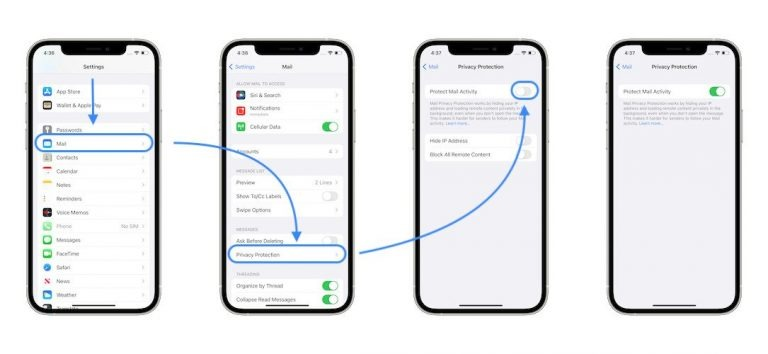 4:36
Settings
App Store
Wallet & Apple Pay
Passwords
Mail
Contacts
Calendar
Notes
Reminders
Voice Memos
Phone No SIM
Messages
FaceTime
Safari
News
Weather
Translate
4:36
Settings Mail
ALLOW MAIL TO ACCESS
Siri & Search
Notifications
Immediate
Cellular Data
Accounts 4
MESSAGE LIST
Preview 2 Lines
Show To/Cc Labels
Swipe Options
MESSAGES
Ask Before Deleting
Privacy Protection
THREADING
Organize by Thread
Collapse Read Messages
4:37
Mail Privacy Protection
Protect Mail Activity
Mail Privacy Protection works by hiding your IP
address and loading remote content privately in the
background, even when you don't open the message.
This makes it harder for senders to follow your Mail
activity. Learn more...
Hide IP Address
Block All Remote Content
4:37
Mail Privacy Protection
Protect Mail Activity
Mail Privacy Protection works by hiding your IP
address and loading remote content privately in the
background, even when you don't open the message.
This makes it harder for senders to follow your Mail
activity. Learn more...